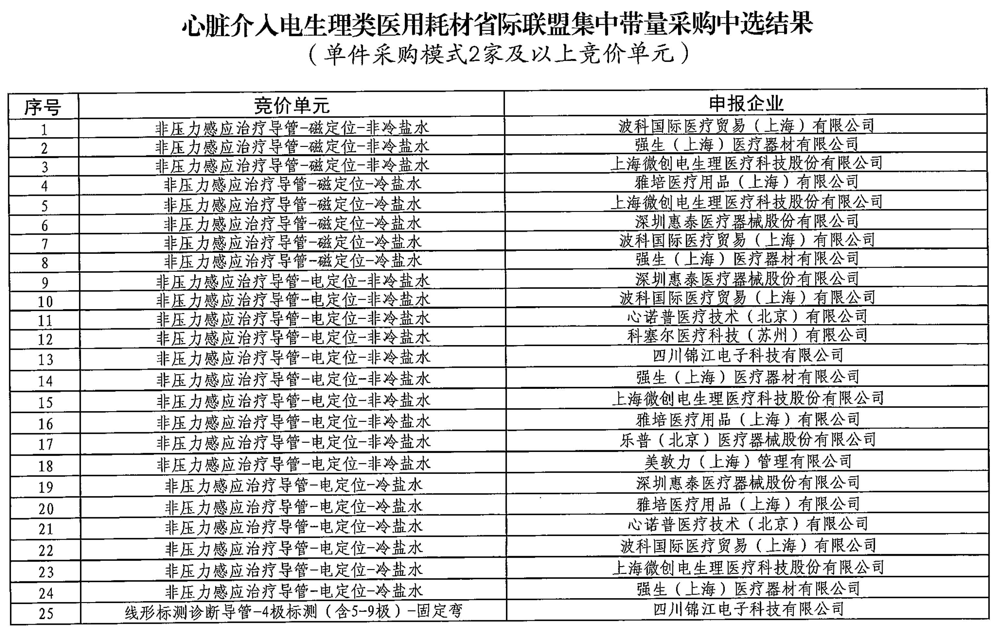 心脏介入电生理类医用耗材省际联盟集中带量采购中选结果
（单件采购模式2家及以上竞价单元）
序号 竞价单元 申报企业
1 非压力感应治疗导管-磁定位-非冷盐水 波科国际医疗贸易（上海）有限公司
2 非压力感应治疗导管-磁定位-非冷盐水 强生（上海）医疗器材有限公司
3 非压力感应治疗导管-磁定位-非冷盐水 上海微创电生理医疗科技股份有限公司
4 非压力感应治疗导管-磁定位-冷盐水 雅培医疗用品（上海）有限公司
5 非压力感应治疗导管-磁定位-冷盐水 上海微创电生理医疗科技股份有限公司
6 非压力感应治疗导管-磁定位-冷盐水 深圳惠泰医疗器械股份有限公司
7 非压力感应治疗导管-磁定位-冷盐水 波科国际医疗贸易（上海）有限公司
8 非压力感应治疗导管-磁定位-冷盐水 强生（上海）医疗器材有限公司
9 非压力感应治疗导管-电定位-非冷盐水 深圳惠泰医疗器械股份有限公司
10 非压力感应治疗导管-电定位-非冷盐水 波科国际医疗贸易（上海）有限公司
11 非压力感应治疗导管-电定位-非冷盐水 心诺普医疗技术（北京）有限公司
12 非压力感应治疗导管-电定位-非冷盐水 科塞尔医疗科技（苏州）有限公司
13 非压力感应治疗导管-电定位-非冷盐水 四川锦江电子科技有限公司
14 非压力感应治疗导管-电定位-非冷盐水 强生（上海）医疗器材有限公司
15 非压力感应治疗导管-电定位-非冷盐水 上海微创电生理医疗科技股份有限公司
16 非压力感应治疗导管-电定位-非冷盐水 雅培医疗用品（上海）有限公司
17 非压力感应治疗导管-电定位-非冷盐水 乐普（北京）医疗器械股份有限公司
18 非压力感应治疗导管-电定位-非冷盐水 美敦力（上海）管理有限公司
19 非压力感应治疗导管-电定位-冷盐水 深圳惠泰医疗器械股份有限公司
20 非压力感应治疗导管-电定位-冷盐水 雅培医疗用品（上海）有限公司
21 非压力感应治疗导管-电定位-冷盐水 心诺普医疗技术（北京）有限公司
22 非压力感应治疗导管-电定位-冷盐水 波科国际医疗贸易（上海）有限公司
23 非压力感应治疗导管-电定位-冷盐水 上海微创电生理医疗科技股份有限公司
24 非压力感应治疗导管-电定位-冷盐水 强生（上海）医疗器材有限公司
25 线形标测诊断导管-4极标测（含5-9极）-固定弯 四川锦江电子科技有限公司